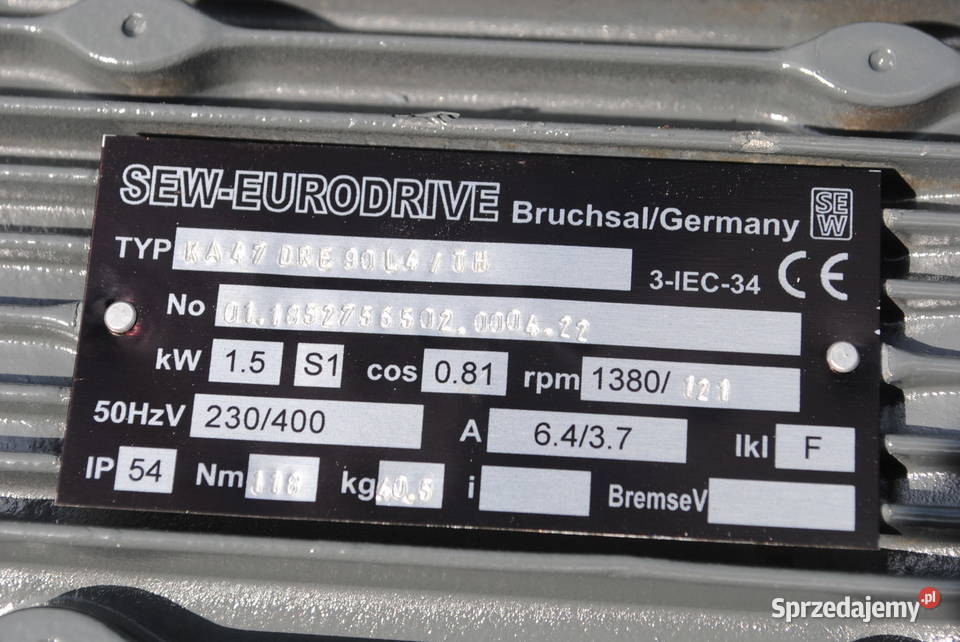 SEW-EURODRIVE Bruchsal/Germany SEW
TYP KA47 DRE90L4/TH 3-IEC-34 CE
No 01.1852756502.0004.22
kW 1.5 S1 cos 0.81 rpm 1380/121
50HzV 230/400 A 6.4/3.7 Ikl F
IP 54 Nm 118 kg 40.5 i BremseV
Sprzedajemy.pl